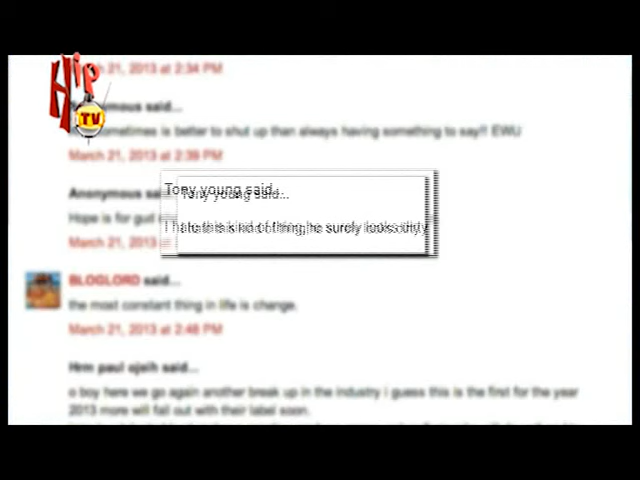 Hip
TV
March 21, 2013 at 2:34 PM
said...
sometimes is better to shut up than always having something to say!! EWU
March 21, 2013 at 2:39 PM
Anonymous said
Tony young said...
Hope is for gud
I hate this kind of thing,he surely looks dirty
March 21, 2013 at 2:4
BLOGLORD said...
the most constant thing in life is change.
March 21, 2013 at 2:48 PM
Hrm paul ojeih said...
o boy here we go again another break up in the industry i guess this is the first for the year
2013 more will fall out with their label soon.